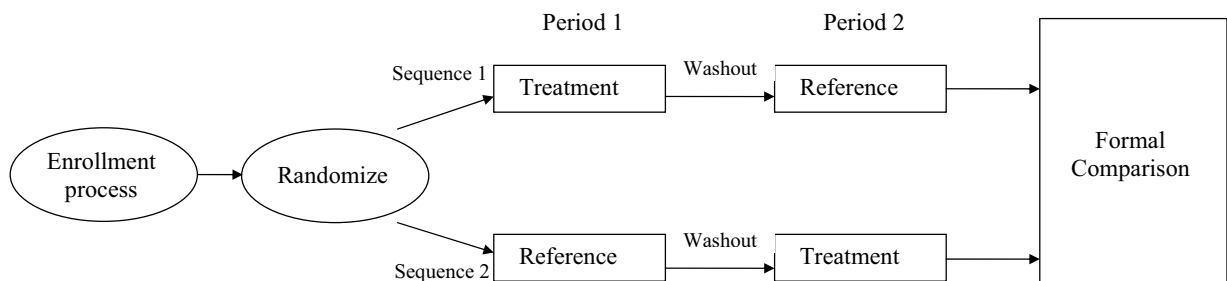 Period 1
Period 2
Sequence 1
Treatment
Washout
Reference
Enrollment
process
Randomize
Formal
Comparison
Sequence 2
Reference
Washout
Treatment